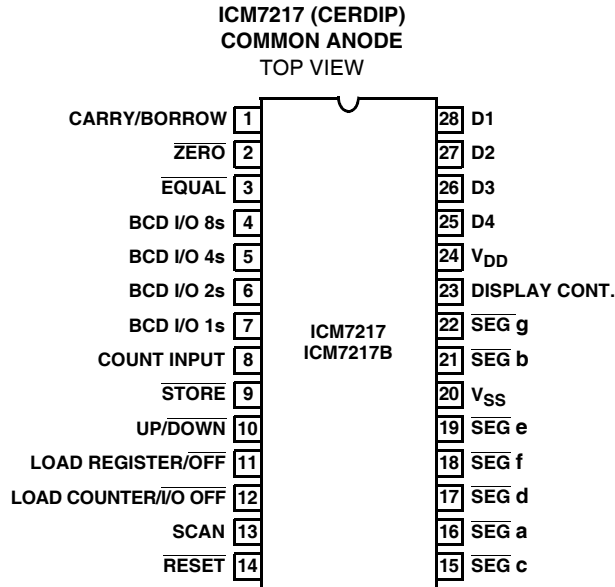 ICM7217 (CERDIP)
COMMON ANODE
TOP VIEW
CARRY/BORROW 1
ZERO 2
EQUAL 3
BCD I/O 8s 4
BCD I/O 4s 5
BCD I/O 2s 6
BCD I/O 1s 7
COUNT INPUT 8
STORE 9
UP/DOWN 10
LOAD REGISTER/OFF 11
LOAD COUNTER/I/O OFF 12
SCAN 13
RESET 14
ICM7217
ICM7217B
28 D1
27 D2
26 D3
25 D4
24 VDD
23 DISPLAY CONT.
22 SEG g
21 SEG b
20 VSS
19 SEG e
18 SEG f
17 SEG d
16 SEG a
15 SEG c